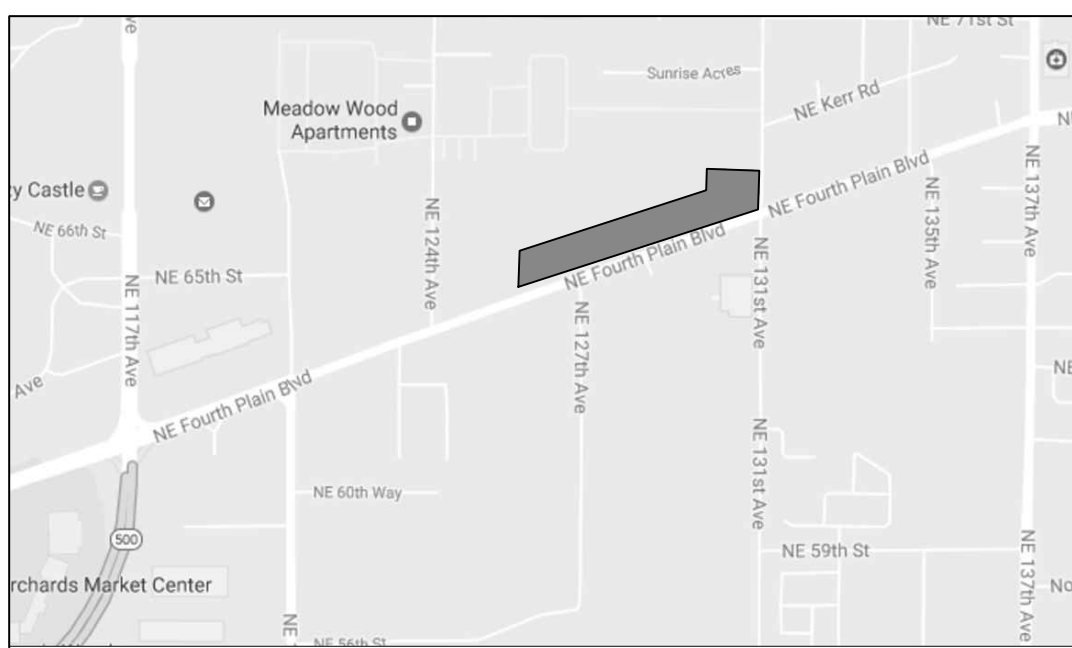 NE 71st St
ve
Sunrise Acres
Meadow Wood
Apartments
NE Kerr Rd
N
NE Fourth Plain Blvd
NE 137th Ave
y Castle
NE 66th St
NE 124th Ave
NE 135th Ave
NE 65th St
NE Fourth Plain Blvd
NE 117th Ave
NE 131st Ave
NE 127th Ave
Ave
NE Fourth Plain Blvd
NE
NE 131st Ave
NE 60th Way
500
NE 59th St
NE 137th Ave
rchards Market Center
No
NE
NE 56th St